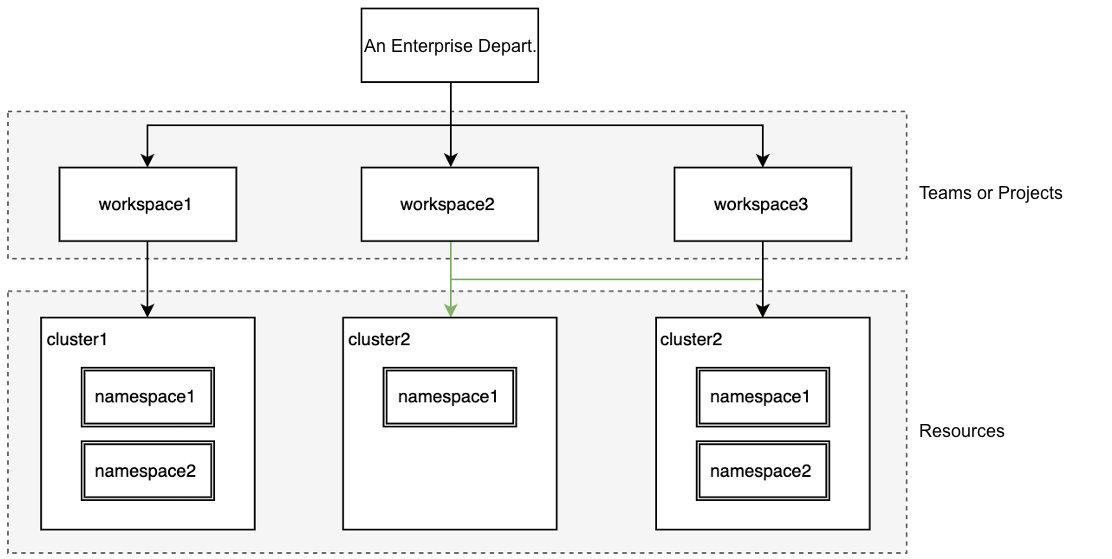 An Enterprise Depart.
workspace1
workspace2
workspace3
Teams or Projects
cluster1
cluster2
cluster2
namespace1
namespace1
namespace1
Resources
namespace2
namespace2